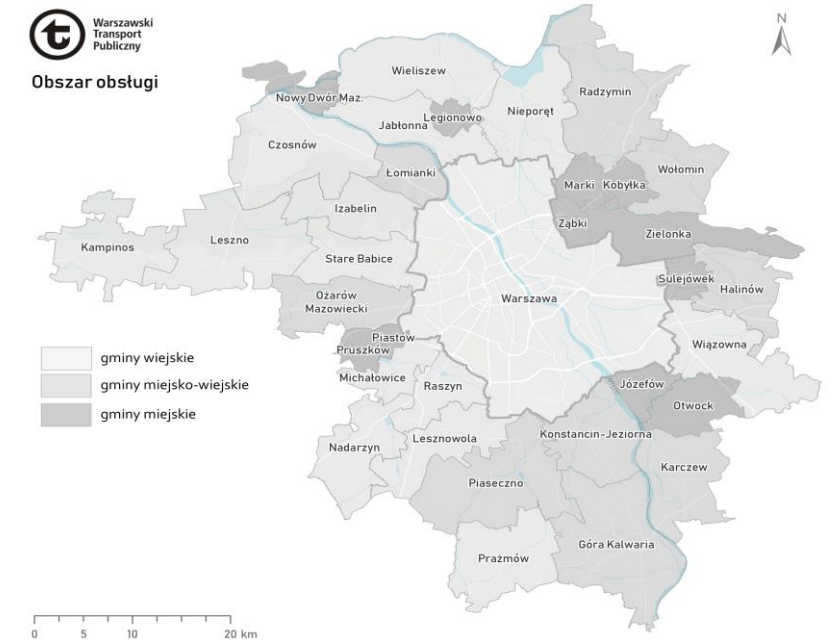 Warszawski
Transport
Publiczny
Obszar obsługi
N
Wieliszew
Radzymin
Nowy Dwór Maz.
Legionowo
Nieporęt
Jabłonna
Czosnów
Łomianki
Wołomin
Marki
Kobyłka
Izabelin
Ząbki
Zielonka
Kampinos
Leszno
Stare Babice
Sulejówek
Halinów
Ożarów
Mazowiecki
Warszawa
Piastów
Pruszków
Wiązowna
gminy wiejskie
Michałowice
Raszyn
Józefów
gminy miejsko-wiejskie
Otwock
gminy miejskie
Lesznowola
Konstancin-Jeziorna
Nadarzyn
Karczew
Piaseczno
Prażmów
Góra Kalwaria
0 5 10 20 km